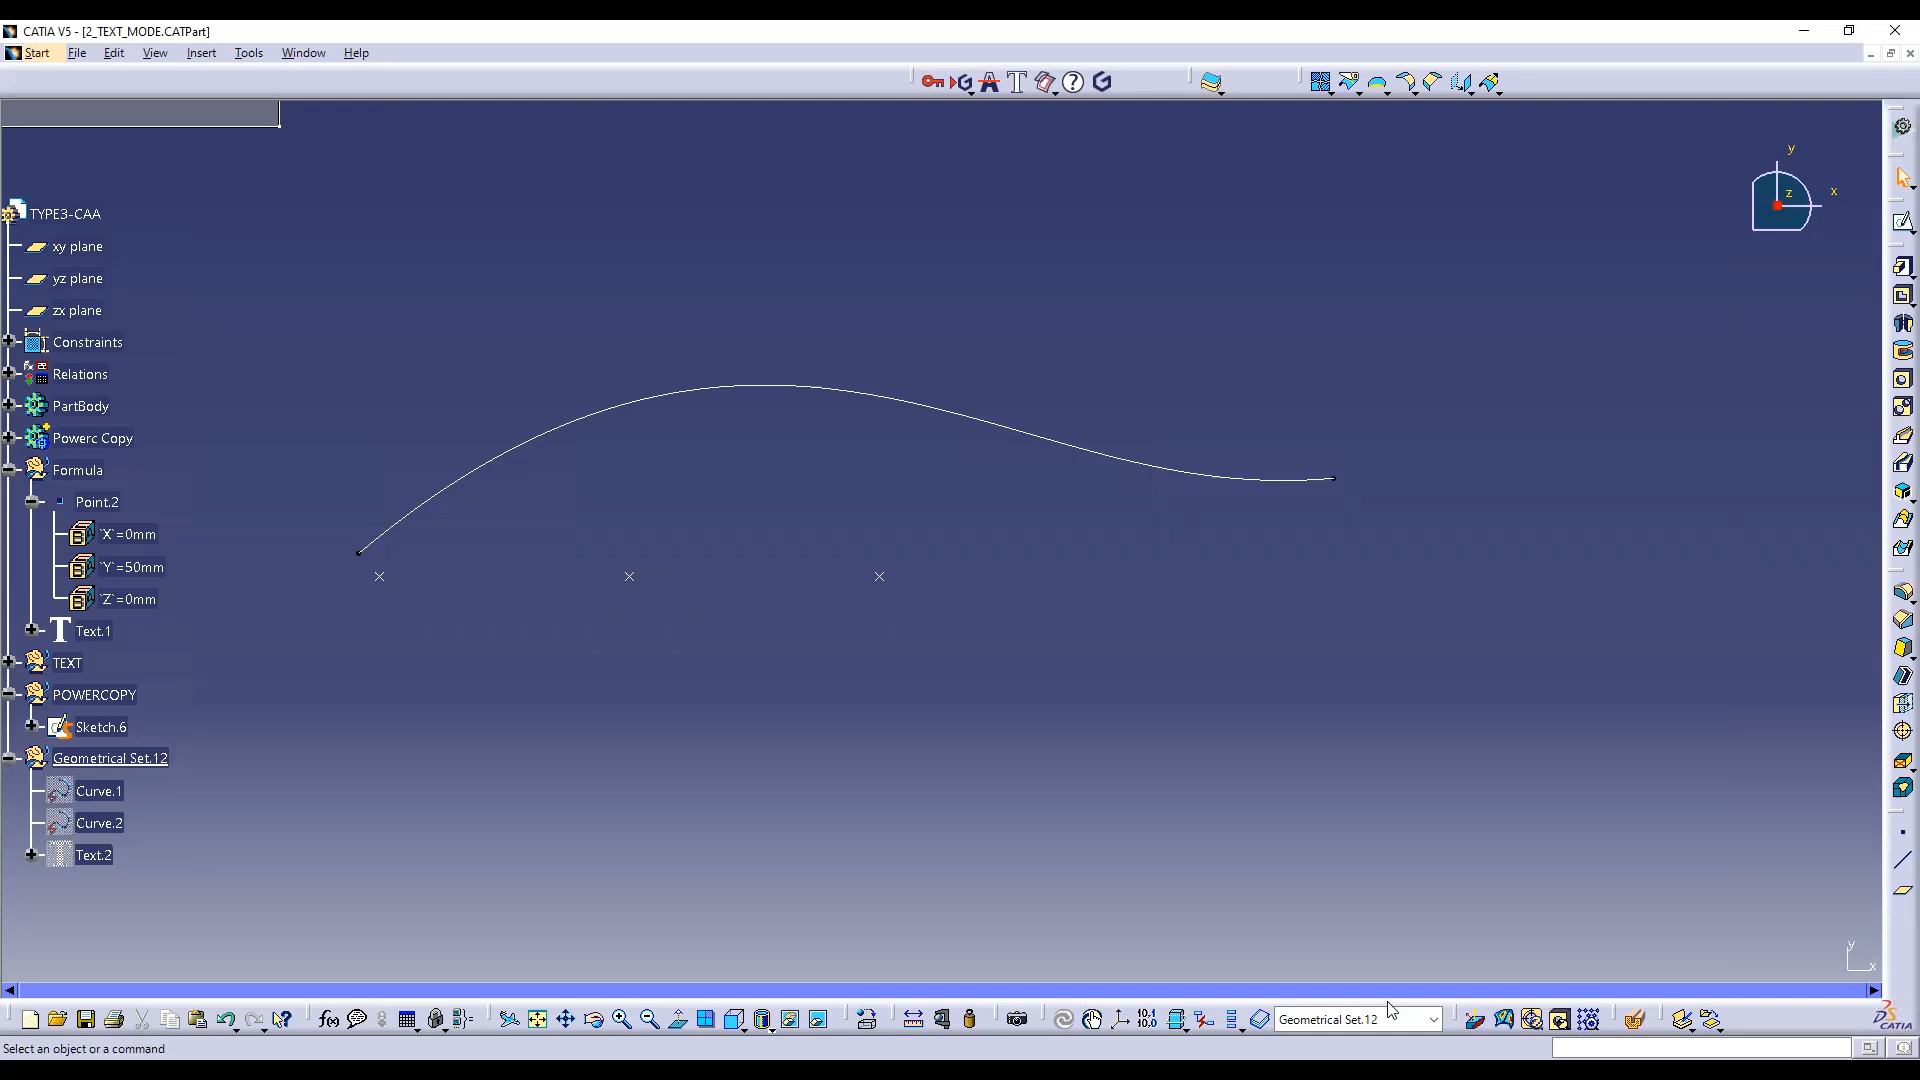 CATIA V5 - [2_TEXT_MODE.CATPart]
Start File Edit View Insert Tools Window Help
y
x
z
TYPE3-CAA
xy plane
yz plane
zx plane
Constraints
Relations
PartBody
Powerc Copy
Formula
Point.2
`X`=0mm
`Y`=50mm
`Z`=0mm
Text.1
TEXT
POWERCOPY
Sketch.6
Geometrical Set.12
Curve.1
Curve.2
Text.2
y
x
Geometrical Set.12
CATIA
Select an object or a command